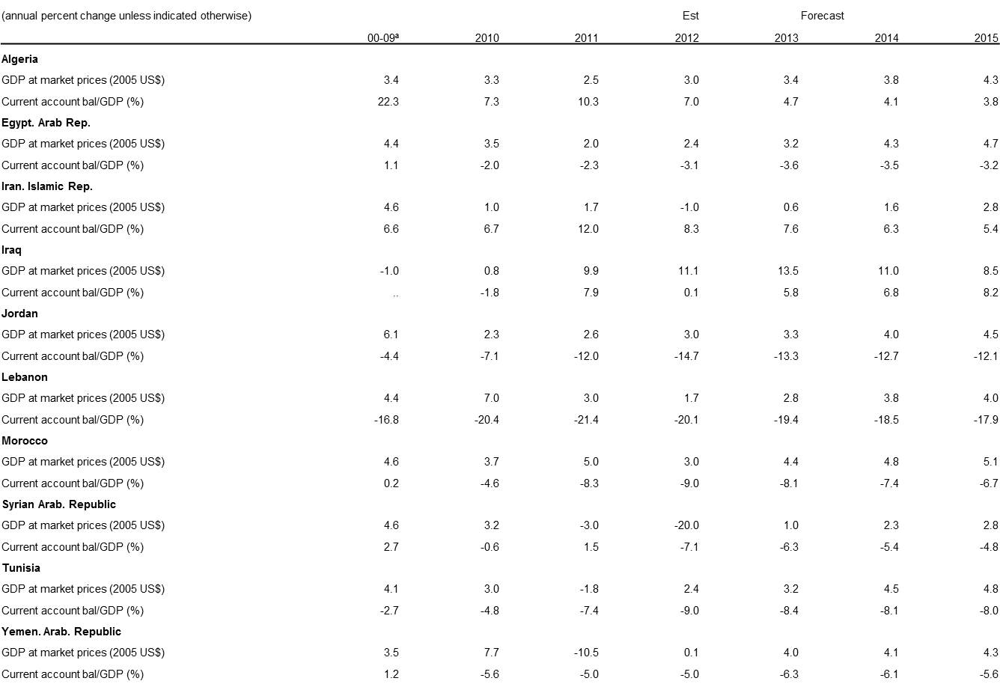 (annual percent change unless indicated otherwise) Est Forecast
00-09ª 2010 2011 2012 2013 2014 2015
Algeria
GDP at market prices (2005 US$) 3.4 3.3 2.5 3.0 3.4 3.8 4.3
Current account bal/GDP (%) 22.3 7.3 10.3 7.0 4.7 4.1 3.8
Egypt. Arab Rep.
GDP at market prices (2005 US$) 4.4 3.5 2.0 2.4 3.2 4.3 4.7
Current account bal/GDP (%) 1.1 -2.0 -2.3 -3.1 -3.6 -3.5 -3.2
Iran. Islamic Rep.
GDP at market prices (2005 US$) 4.6 1.0 1.7 -1.0 0.6 1.6 2.8
Current account bal/GDP (%) 6.6 6.7 12.0 8.3 7.6 6.3 5.4
Iraq
GDP at market prices (2005 US$) -1.0 0.8 9.9 11.1 13.5 11.0 8.5
Current account bal/GDP (%) .. -1.8 7.9 0.1 5.8 6.8 8.2
Jordan
GDP at market prices (2005 US$) 6.1 2.3 2.6 3.0 3.3 4.0 4.5
Current account bal/GDP (%) -4.4 -7.1 -12.0 -14.7 -13.3 -12.7 -12.1
Lebanon
GDP at market prices (2005 US$) 4.4 7.0 3.0 1.7 2.8 3.8 4.0
Current account bal/GDP (%) -16.8 -20.4 -21.4 -20.1 -19.4 -18.5 -17.9
Morocco
GDP at market prices (2005 US$) 4.6 3.7 5.0 3.0 4.4 4.8 5.1
Current account bal/GDP (%) 0.2 -4.6 -8.3 -9.0 -8.1 -7.4 -6.7
Syrian Arab. Republic
GDP at market prices (2005 US$) 4.6 3.2 -3.0 -20.0 1.0 2.3 2.8
Current account bal/GDP (%) 2.7 -0.6 1.5 -7.1 -6.3 -5.4 -4.8
Tunisia
GDP at market prices (2005 US$) 4.1 3.0 -1.8 2.4 3.2 4.5 4.8
Current account bal/GDP (%) -2.7 -4.8 -7.4 -9.0 -8.4 -8.1 -8.0
Yemen. Arab. Republic
GDP at market prices (2005 US$) 3.5 7.7 -10.5 0.1 4.0 4.1 4.3
Current account bal/GDP (%) 1.2 -5.6 -5.0 -5.0 -6.3 -6.1 -5.6